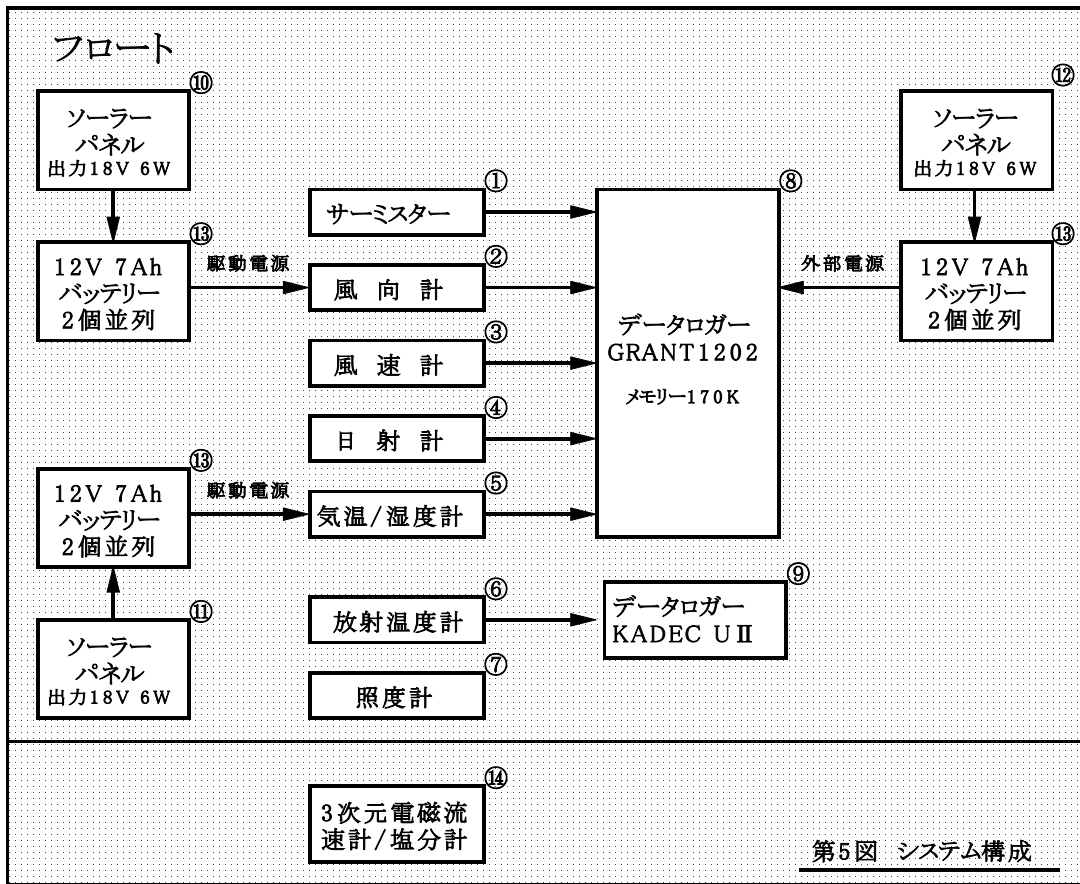 フロート
⑩
ソーラー
パネル
出力18V 6W
⑬
12V 7Ah
バッテリー
2個並列
駆動電源
⑬
12V 7Ah
バッテリー
2個並列
駆動電源
⑪
ソーラー
パネル
出力18V 6W
①
サーミスター
②
風 向 計
③
風 速 計
④
日 射 計
⑤
気温/湿度計
⑥
放射温度計
⑦
照度計
⑧
データロガー
GRANT1202
メモリー170K
⑨
データロガー
KADEC UⅡ
⑫
ソーラー
パネル
出力18V 6W
外部電源
⑬
12V 7Ah
バッテリー
2個並列
⑭
3次元電磁流
速計/塩分計
第5図 システム構成